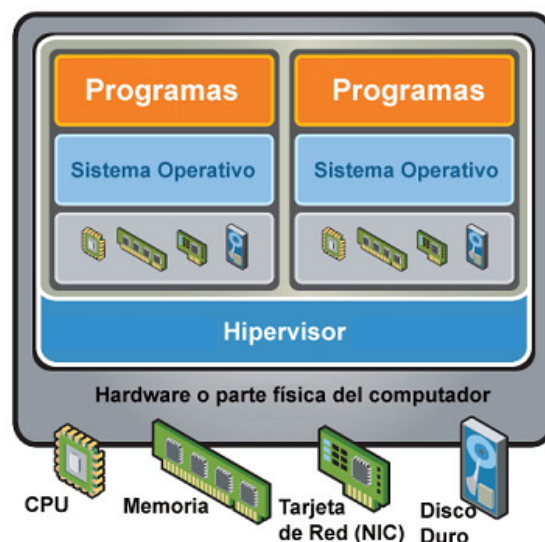 Programas Programas
Sistema Operativo Sistema Operativo
Hipervisor
Hardware o parte física del computador
CPU
Memoria
Tarjeta
de Red (NIC)
Disco
Duro